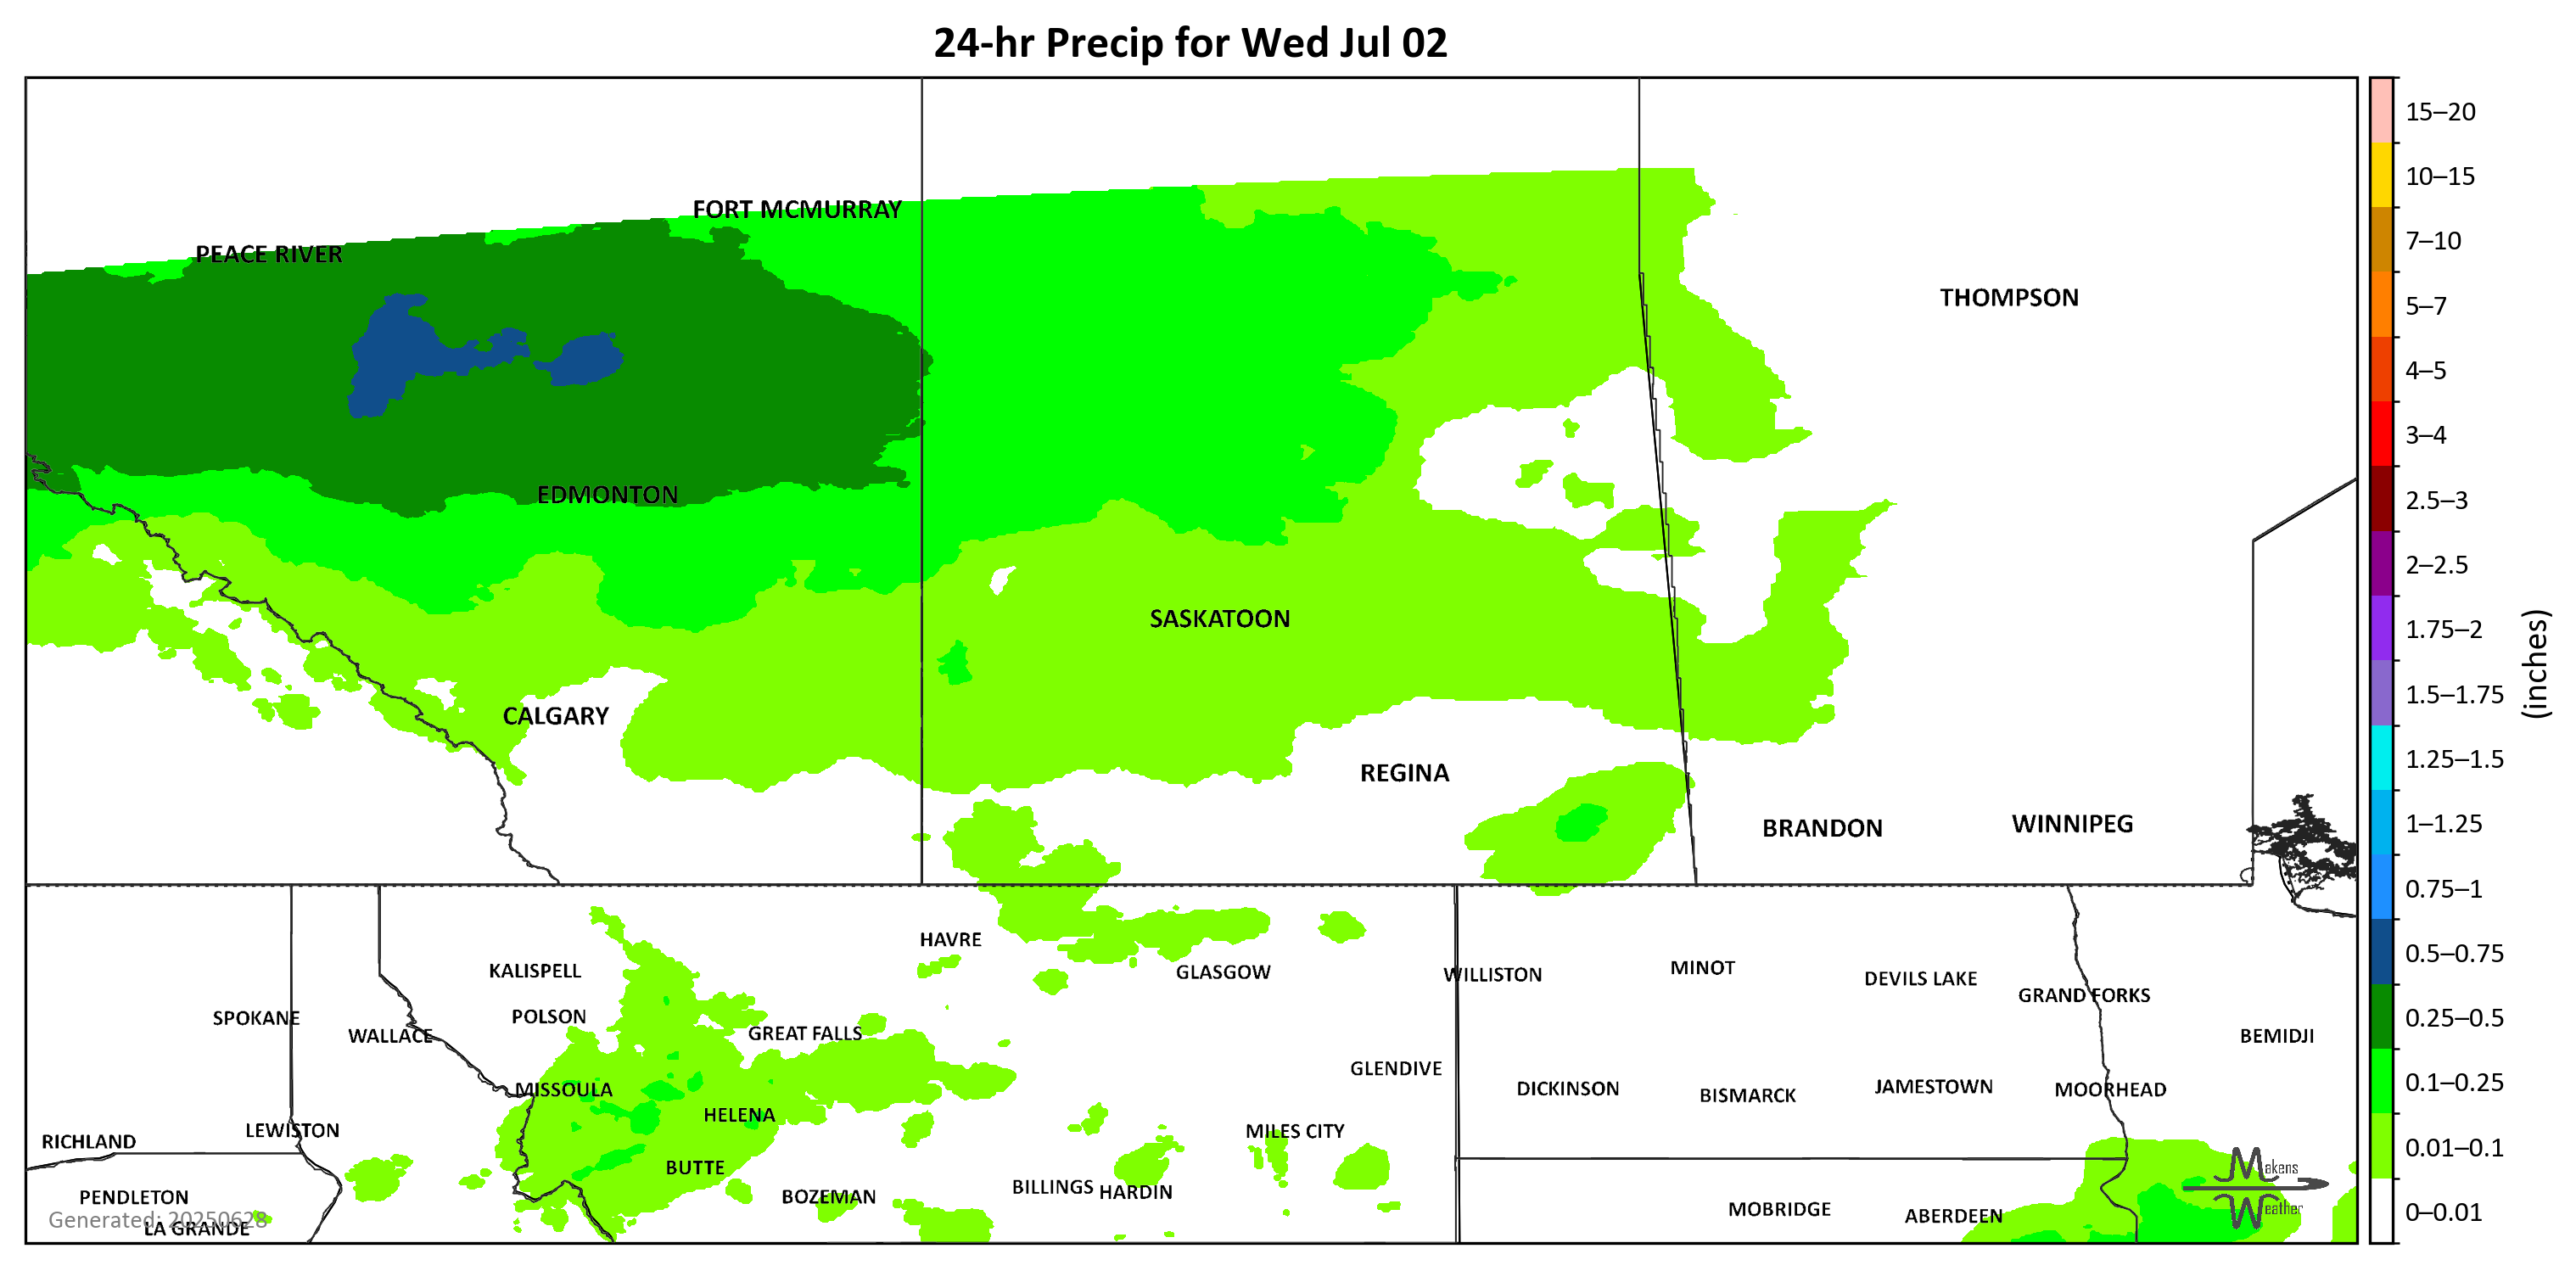 24-hr Precip for Wed Jul 02
FORT MCMURRAY
PEACE RIVER
THOMPSON
EDMONTON
SASKATOON
CALGARY
REGINA
BRANDON
WINNIPEG
HAVRE
KALISPELL
GLASGOW
WILLISTON
MINOT
DEVILS LAKE
GRAND FORKS
SPOKANE
POLSON
WALLACE
GREAT FALLS
BEMIDJI
GLENDIVE
MISSOULA
DICKINSON
BISMARCK
JAMESTOWN
MOORHEAD
HELENA
RICHLAND
LEWISTON
MILES CITY
BUTTE
PENDLETON
BOZEMAN
BILLINGS
HARDIN
MOBRIDGE
ABERDEEN
Generated: 20250628
LA GRANDE
Makens
Weather
15–20
10–15
7–10
5–7
4–5
3–4
2.5–3
2–2.5
1.75–2
1.5–1.75
1.25–1.5
1–1.25
0.75–1
0.5–0.75
0.25–0.5
0.1–0.25
0.01–0.1
0–0.01
(inches)